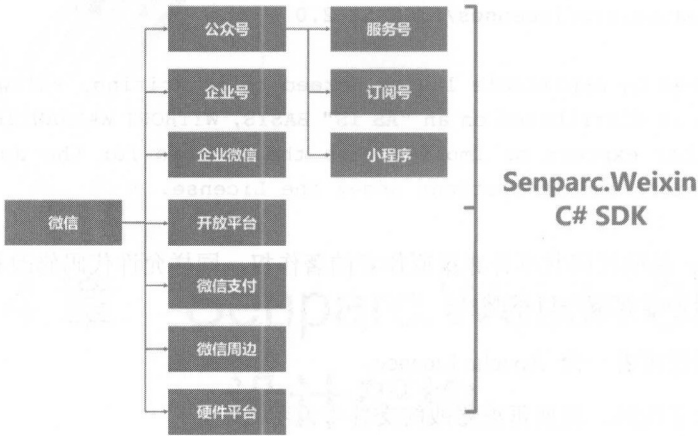 公众号
服务号
企业号
订阅号
企业微信
小程序
Senparc.Weixin
C# SDK
微信
开放平台
微信支付
微信周边
硬件平台